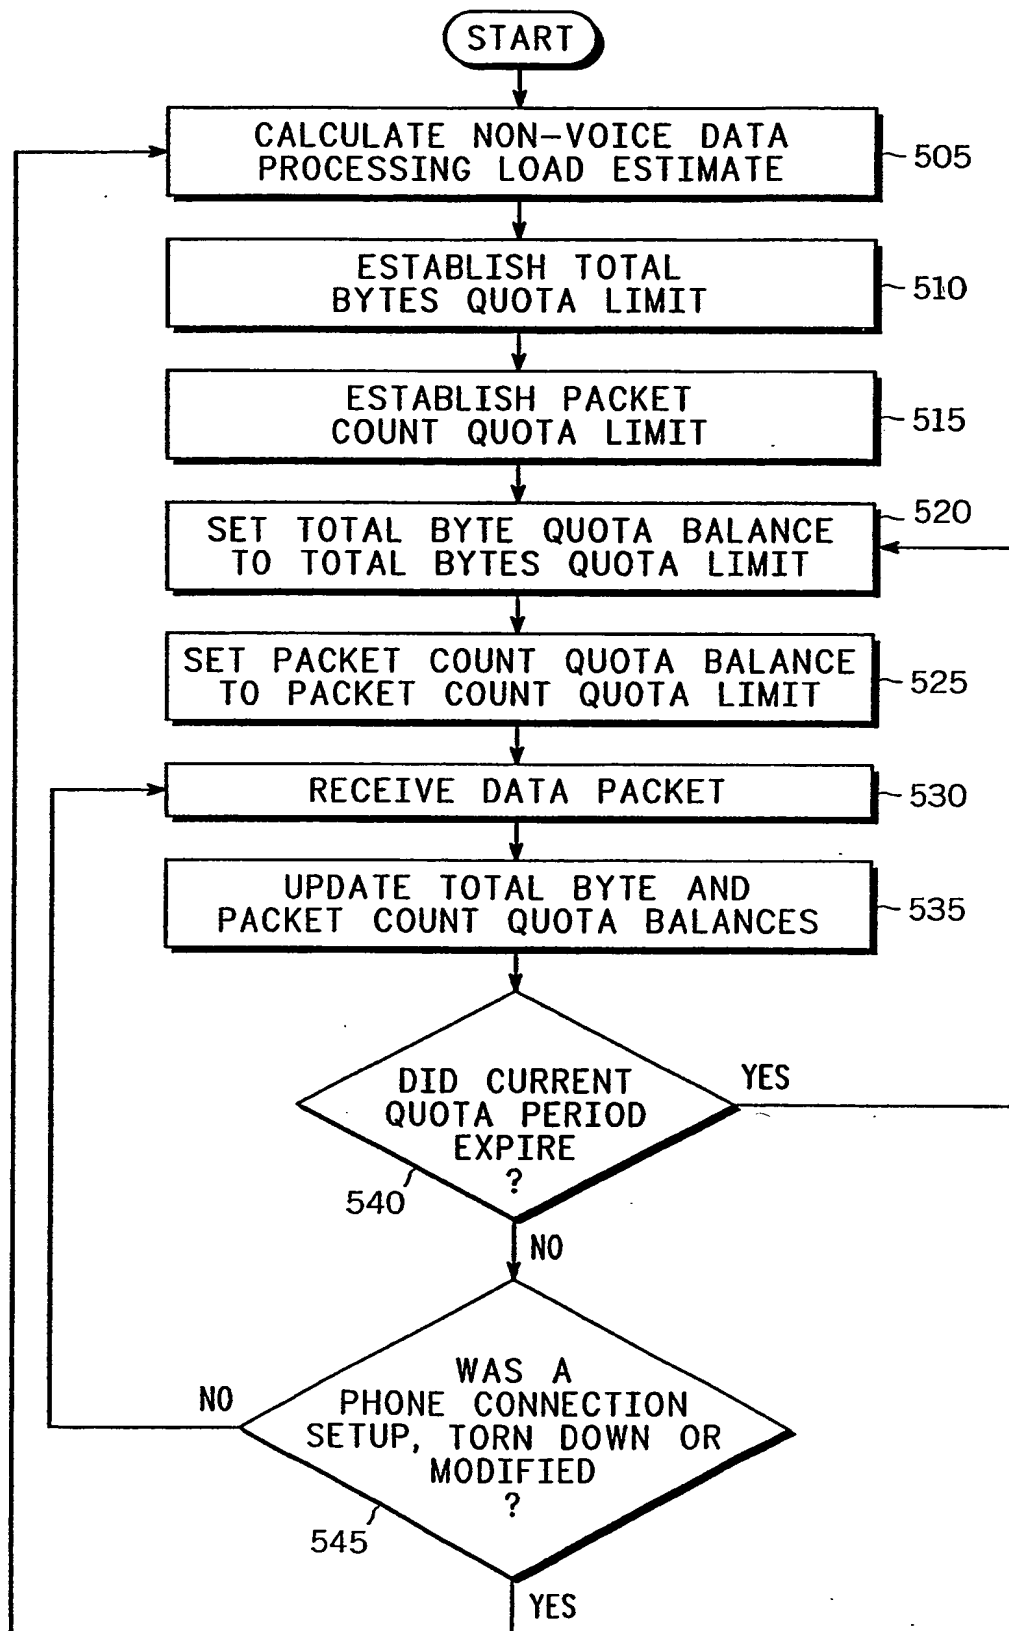 START
CALCULATE NON-VOICE DATA
PROCESSING LOAD ESTIMATE
505
ESTABLISH TOTAL
BYTES QUOTA LIMIT
510
ESTABLISH PACKET
COUNT QUOTA LIMIT
515
SET TOTAL BYTE QUOTA BALANCE
TO TOTAL BYTES QUOTA LIMIT
520
SET PACKET COUNT QUOTA BALANCE
TO PACKET COUNT QUOTA LIMIT
525
RECEIVE DATA PACKET
530
UPDATE TOTAL BYTE AND
PACKET COUNT QUOTA BALANCES
535
DID CURRENT
QUOTA PERIOD
EXPIRE
?
YES
540
NO
WAS A
PHONE CONNECTION
SETUP, TORN DOWN OR
MODIFIED
?
NO
545
YES